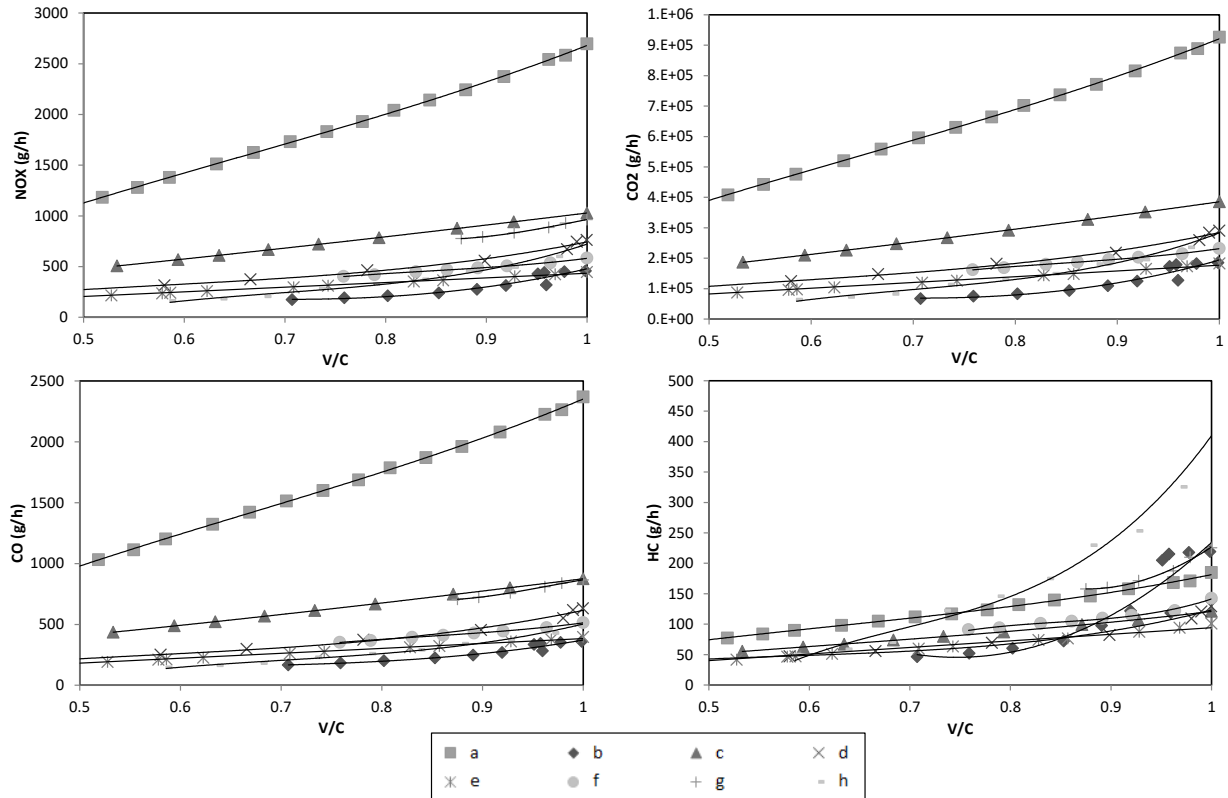 3000
2500
2000
1500
1000
500
0
NOX (g/h)
0.5 0.6 0.7 0.8 0.9 1
V/C
1.E+06
9.E+05
8.E+05
7.E+05
6.E+05
5.E+05
4.E+05
3.E+05
2.E+05
1.E+05
0.E+00
CO2 (g/h)
0.5 0.6 0.7 0.8 0.9 1
V/C
2500
2000
1500
1000
500
0
CO (g/h)
0.5 0.6 0.7 0.8 0.9 1
V/C
500
450
400
350
300
250
200
150
100
50
0
HC (g/h)
0.5 0.6 0.7 0.8 0.9 1
V/C
a b c d
e f g h